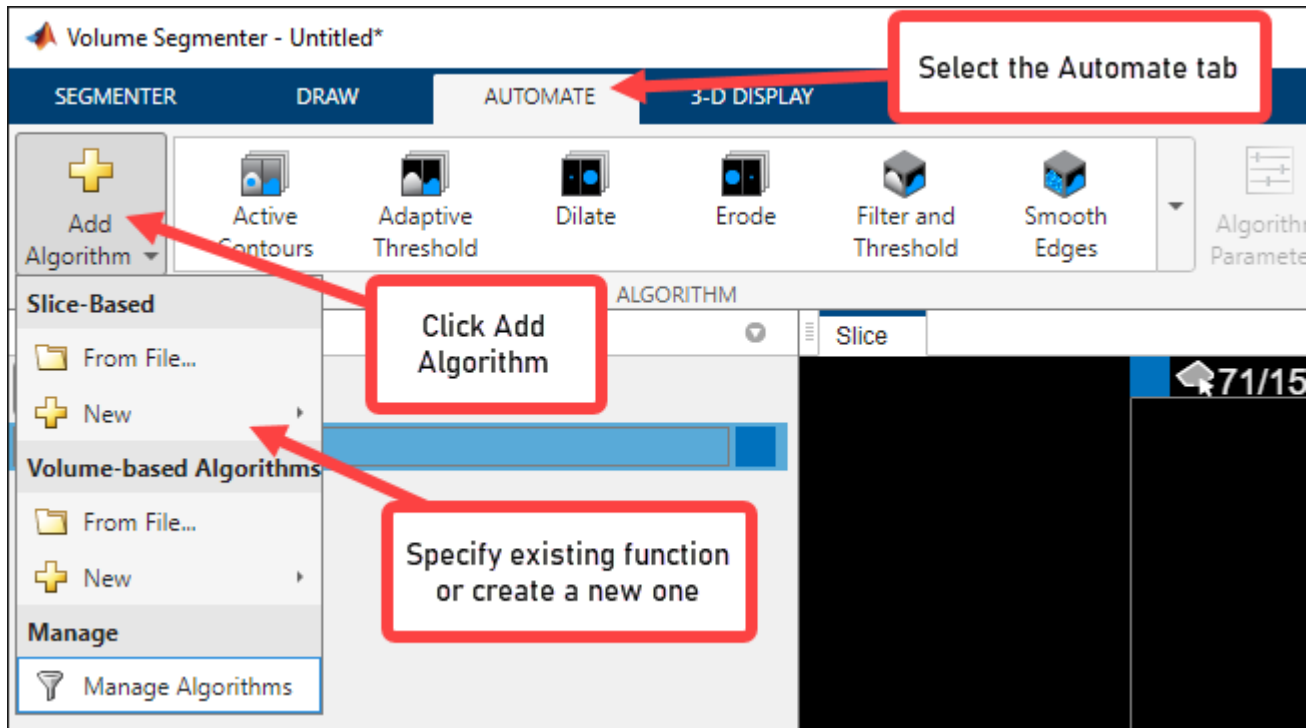 Volume Segmenter - Untitled*
Select the Automate tab
SEGMENTER DRAW AUTOMATE 3-D DISPLAY
Add
Algorithm
Active
Contours
Adaptive
Threshold
Dilate
Erode
Filter and
Threshold
Smooth
Edges
ALGORITHM
Slice-Based
From File...
New
Volume-based Algorithms
From File...
New
Manage
Manage Algorithms
Click Add
Algorithm
Slice
71/15
Specify existing function
or create a new one